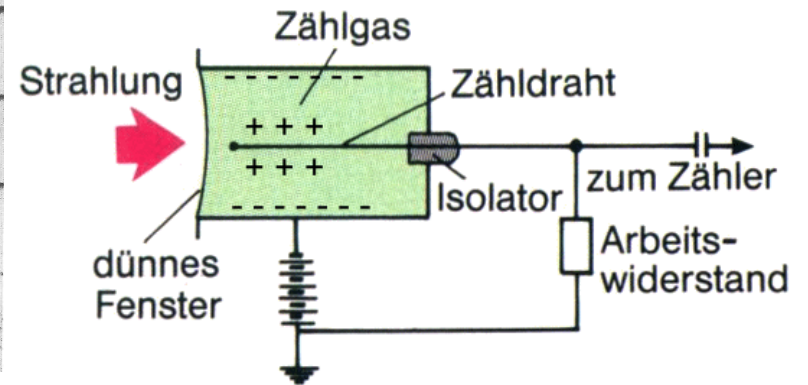 Zählgas
Strahlung
Zähldraht
+ + +
+ + +
Isolator
zum Zähler
dünnes
Fenster
Arbeits-
widerstand